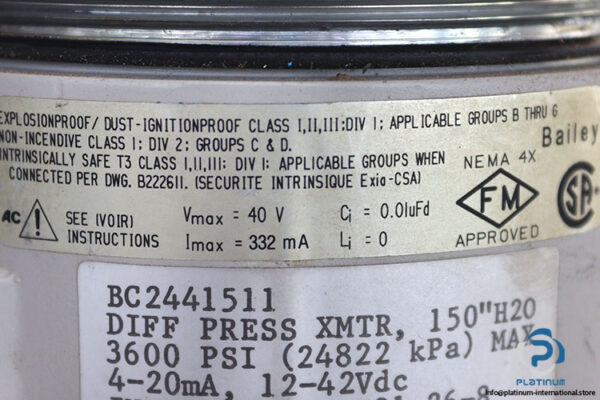 EXPLOSIONPROOF/ DUST-IGNITIONPROOF CLASS I,II,III:DIV I; APPLICABLE GROUPS B THRU G
NON-INCENDIVE CLASS I: DIV 2: GROUPS C & D.
INTRINSICALLY SAFE T3 CLASS I,II,III: DIV I: APPLICABLE GROUPS WHEN
CONNECTED PER DWG. B222611. (SECURITE INTRINSIQUE Exia-CSA)
Bailey
NEMA 4X
FM
APPROVED
SA
AC
SEE (VOIR)
INSTRUCTIONS
Vmax = 40 V
Ci = 0.01uFd
Imax = 332 mA
Li = 0
BC2441511
DIFF PRESS XMTR, 150"H2O
3600 PSI (24822 kPa) MAX
4-20mA, 12-42Vdc
PLATINUM
info@platinum-international.store